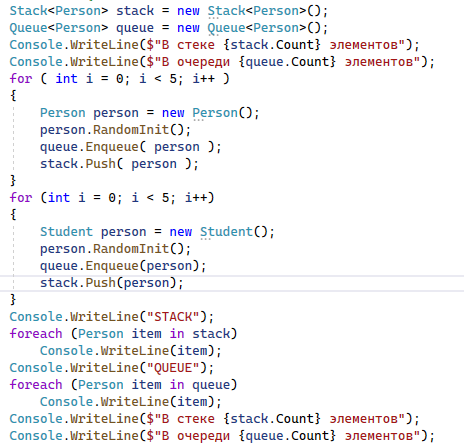 Stack<Person> stack = new Stack<Person>();
Queue<Person> queue = new Queue<Person>();
Console.WriteLine($"В стеке {stack.Count} элементов");
Console.WriteLine($"В очереди {queue.Count} элементов");
for ( int i = 0; i < 5; i++ )
{
    Person person = new Person();
    person.RandomInit();
    queue.Enqueue( person );
    stack.Push( person );
}
for (int i = 0; i < 5; i++)
{
    Student person = new Student();
    person.RandomInit();
    queue.Enqueue(person);
    stack.Push(person);
}
Console.WriteLine("STACK");
foreach (Person item in stack)
    Console.WriteLine(item);
Console.WriteLine("QUEUE");
foreach (Person item in queue)
    Console.WriteLine(item);
Console.WriteLine($"В стеке {stack.Count} элементов");
Console.WriteLine($"В очереди {queue.Count} элементов");